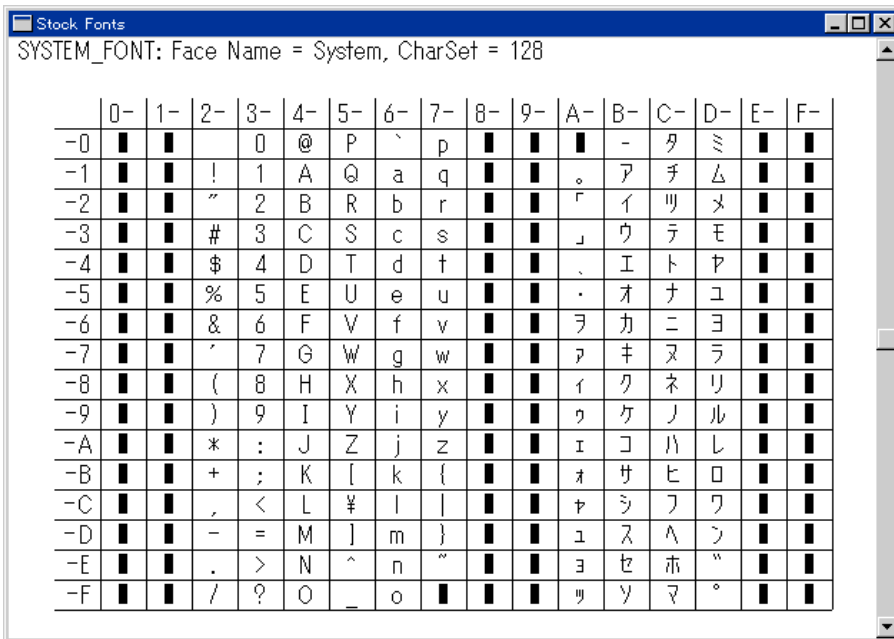 Stock Fonts
SYSTEM_FONT: Face Name = System, CharSet = 128
0- 1- 2- 3- 4- 5- 6- 7- 8- 9- A- B- C- D- E- F-
-0 0 @ P ` p ｰ ﾀ ﾐ
-1 ! 1 A Q a q ｡ ｱ ﾁ ﾑ
-2 " 2 B R b r ｢ ｲ ﾂ ﾒ
-3 # 3 C S c s ｣ ｳ ﾃ ﾓ
-4 $ 4 D T d t ､ ｴ ﾄ ﾔ
-5 % 5 E U e u ･ ｵ ﾅ ﾕ
-6 & 6 F V f v ｦ ｶ ﾆ ﾖ
-7 ' 7 G W g w ｧ ｷ ﾇ ﾗ
-8 ( 8 H X h x ｨ ｸ ﾈ ﾘ
-9 ) 9 I Y i y ｩ ｹ ﾉ ﾙ
-A * : J Z j z ｪ ｺ ﾊ ﾚ
-B + ; K [ k { ｫ ｻ ﾋ ﾛ
-C , < L ¥ l | ｬ ｼ ﾌ ﾜ
-D - = M ] m } ｭ ｽ ﾍ ﾝ
-E . > N ^ n ~ ｮ ｾ ﾎ ﾞ
-F / ? O _ o ｯ ｿ ﾏ ﾟ